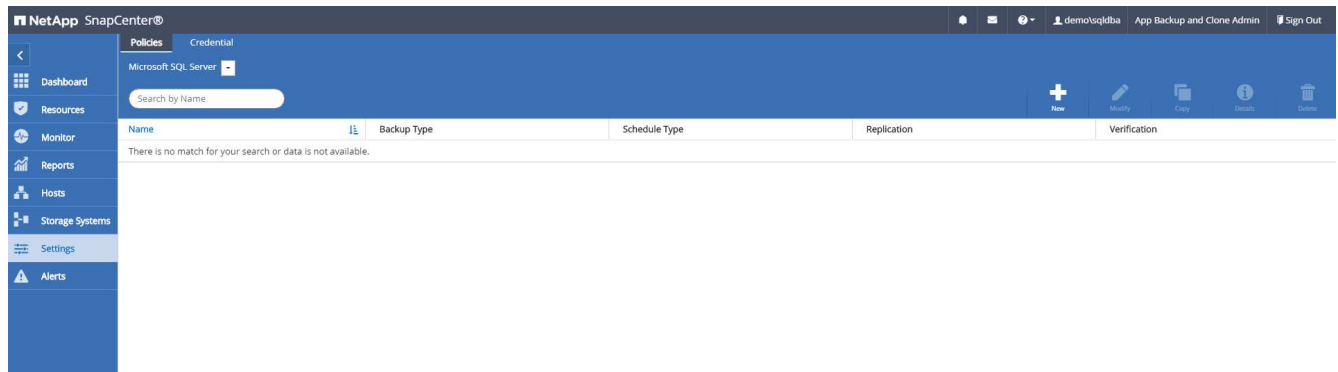 NetApp SnapCenter®
demo\sqldba App Backup and Clone Admin Sign Out
Policies Credential
Microsoft SQL Server
Dashboard
Search by Name
New Modify Copy Details Delete
Resources
Name Backup Type Schedule Type Replication Verification
Monitor
There is no match for your search or data is not available.
Reports
Hosts
Storage Systems
Settings
Alerts